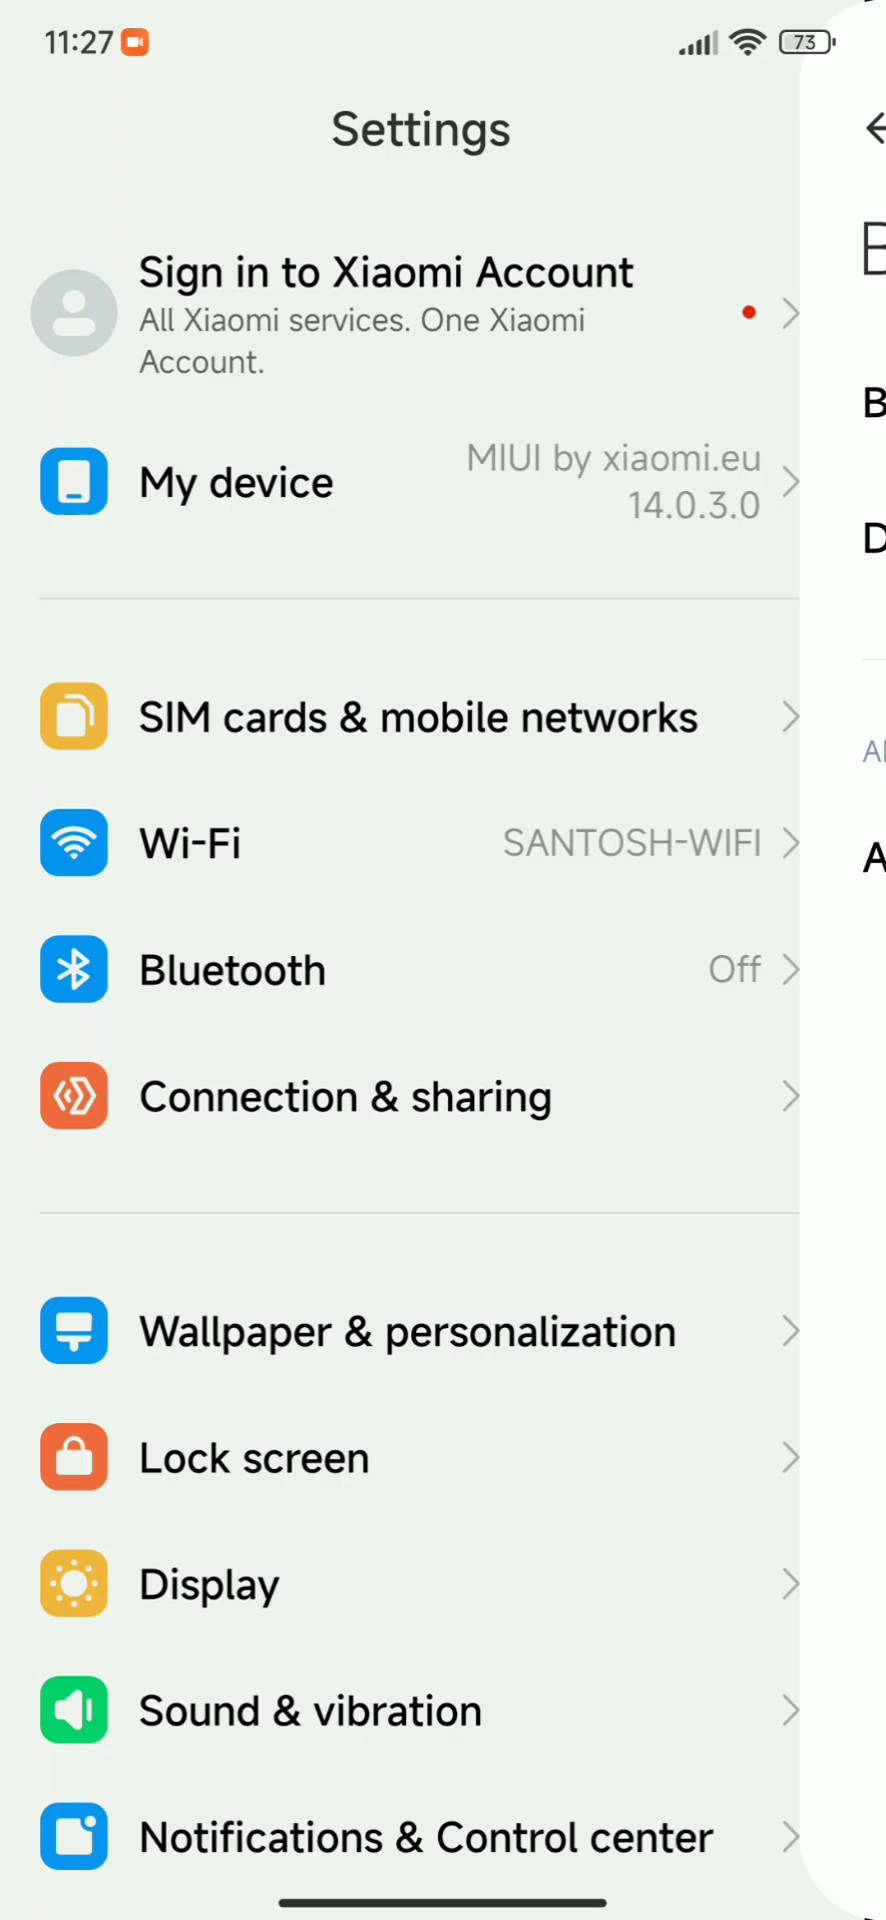 11:27
73
Settings
Sign in to Xiaomi Account
All Xiaomi services. One Xiaomi
Account.
My device
MIUI by xiaomi.eu
14.0.3.0
SIM cards & mobile networks
Wi-Fi
SANTOSH-WIFI
Bluetooth
Off
Connection & sharing
Wallpaper & personalization
Lock screen
Display
Sound & vibration
Notifications & Control center